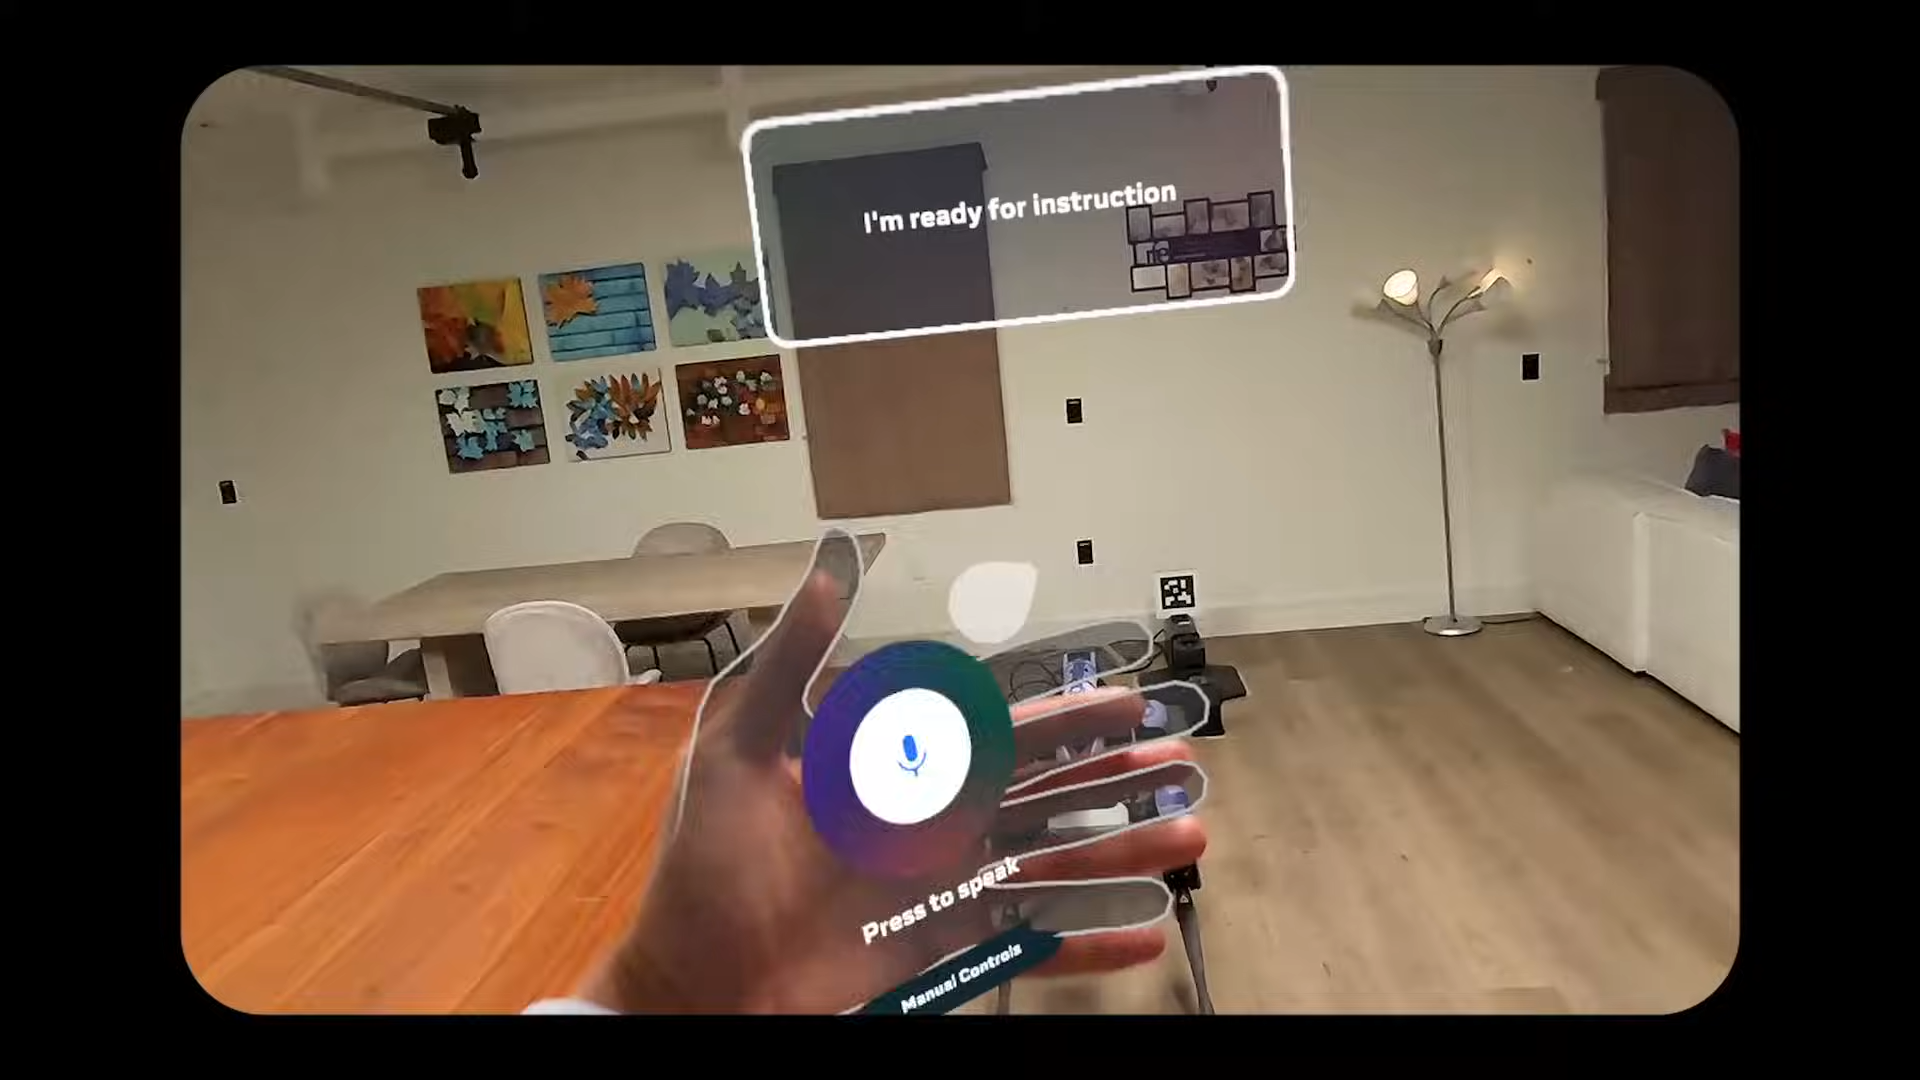 I'm ready for instruction
Press to speak
Manual Controls